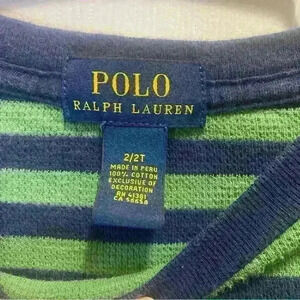 POLO
RALPH LAUREN
2/2T
MADE IN PERU
100% COTTON
EXCLUSIVE OF
DECORATION
RN 41381
CA 56658